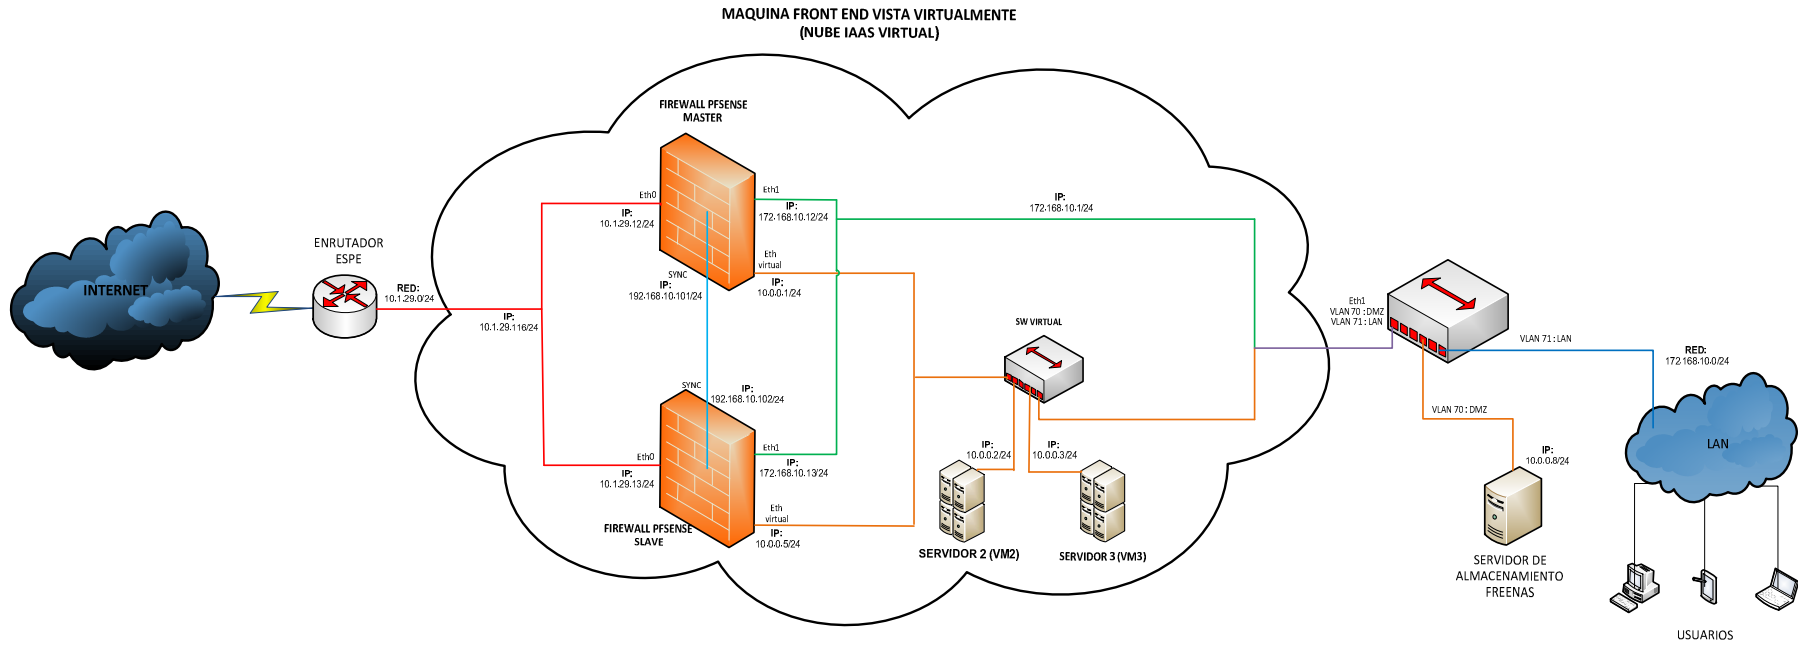 MAQUINA FRONT END VISTA VIRTUALMENTE
(NUBE IAAS VIRTUAL)
FIREWALL PFSENSE
MASTER
Eth0
IP:
10.1.29.12/24
Eth1
IP:
172.168.10.12/24
IP:
172.168.10.1/24
Eth
virtual
IP:
10.0.0.1/24
SYNC
IP:
192.168.10.101/24
INTERNET
ENRUTADOR
ESPE
RED:
10.1.29.0/24
IP:
10.1.29.116/24
SW VIRTUAL
Eth1
VLAN 70 : DMZ
VLAN 71 : LAN
VLAN 71 : LAN
RED:
172.168.10.0/24
SYNC
IP:
192.168.10.102/24
Eth0
IP:
10.1.29.13/24
Eth1
IP:
172.168.10.13/24
Eth
virtual
IP:
10.0.0.5/24
FIREWALL PFSENSE
SLAVE
IP:
10.0.0.2/24
IP:
10.0.0.3/24
SERVIDOR 2 (VM2)
SERVIDOR 3 (VM3)
VLAN 70 : DMZ
IP:
10.0.0.8/24
LAN
SERVIDOR DE
ALMACENAMIENTO
FREENAS
USUARIOS